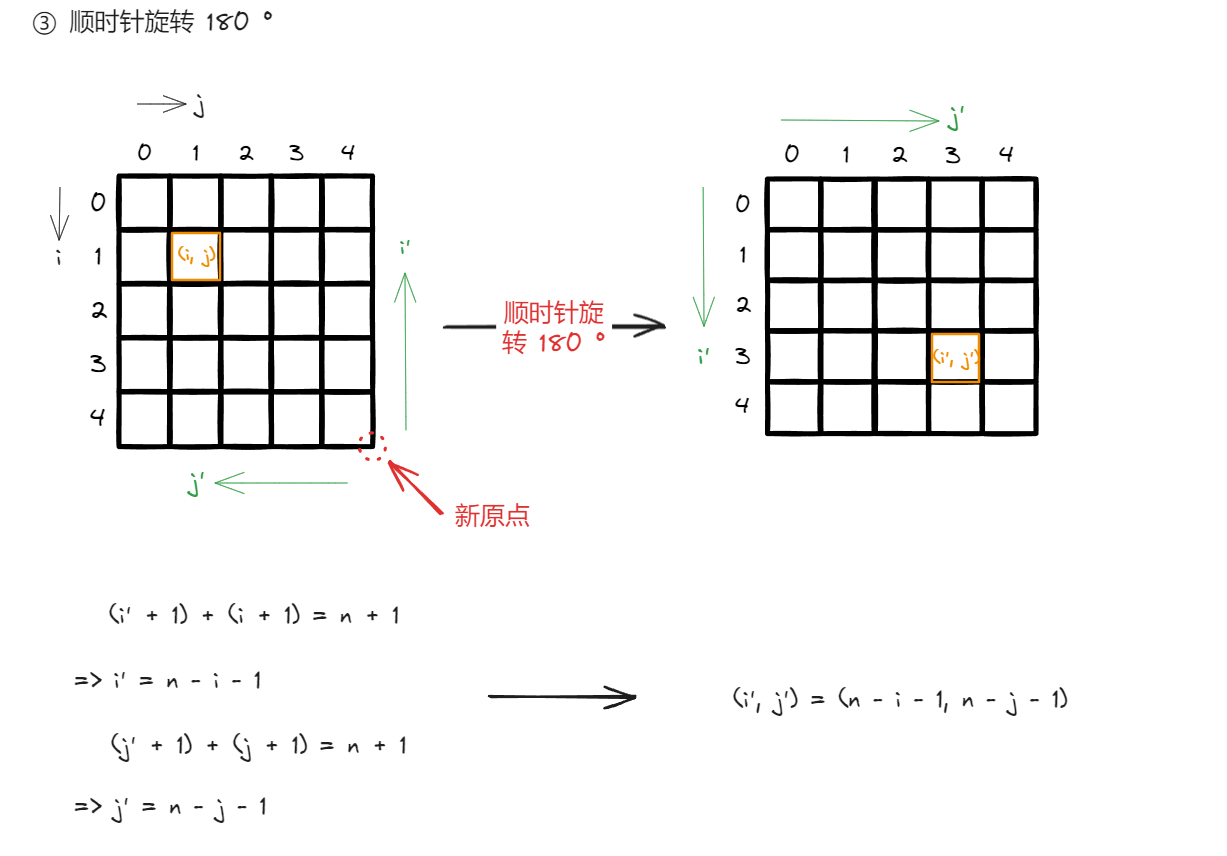 ③ 顺时针旋转 180 °
j
0 1 2 3 4
0
i 1 (i, j)
2
3
4
i'
j'
新原点
顺时针旋
转 180 °
j'
0 1 2 3 4
0
1
2
i' 3 (i', j')
4
(i' + 1) + (i + 1) = n + 1
=> i' = n - i - 1
(j' + 1) + (j + 1) = n + 1
=> j' = n - j - 1
(i', j') = (n - i - 1, n - j - 1)